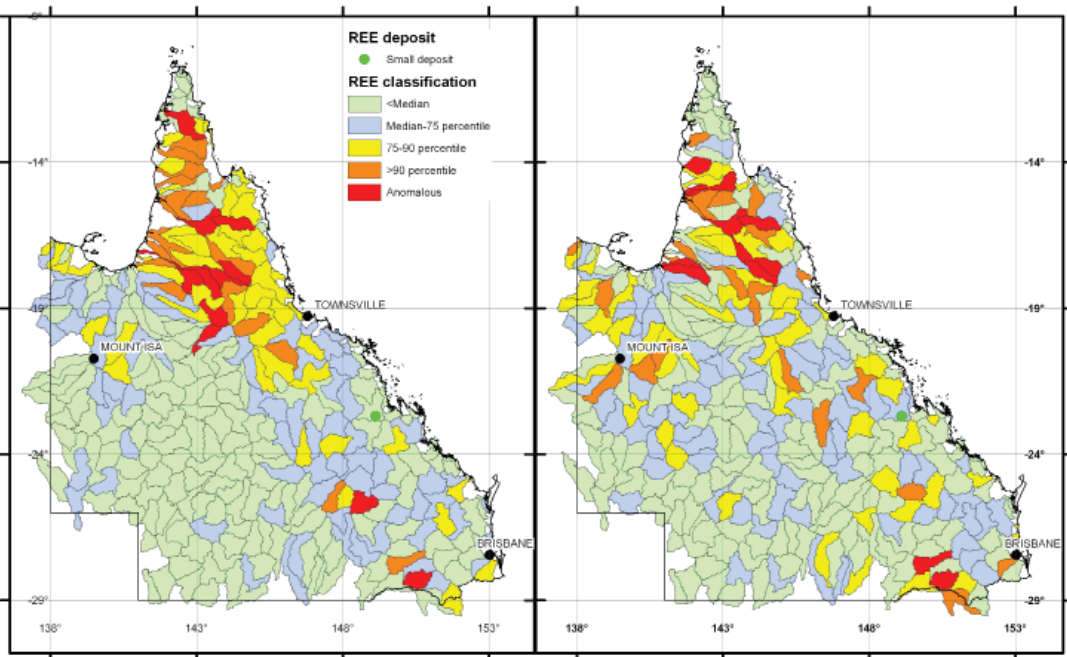 -9°
REE deposit
Small deposit
REE classification
<Median
Median-75 percentile
75-90 percentile
>90 percentile
Anomalous
-14°
-14°
-19°
TOWNSVILLE
TOWNSVILLE
-19°
MOUNT ISA
MOUNT ISA
-24°
-24°
BRISBANE
BRISBANE
-29°
-29°
138°
143°
148°
153°
138°
143°
148°
153°